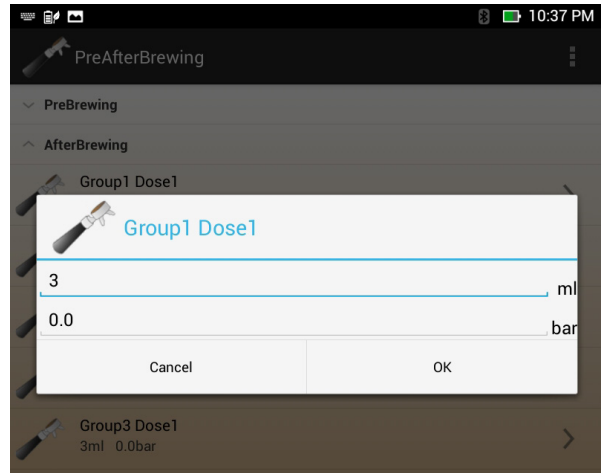 10:37 PM
PreAfterBrewing
PreBrewing
AfterBrewing
Group1 Dose1
Group1 Dose1
3 ml
0.0 bar
Cancel OK
Group3 Dose1
3ml 0.0bar